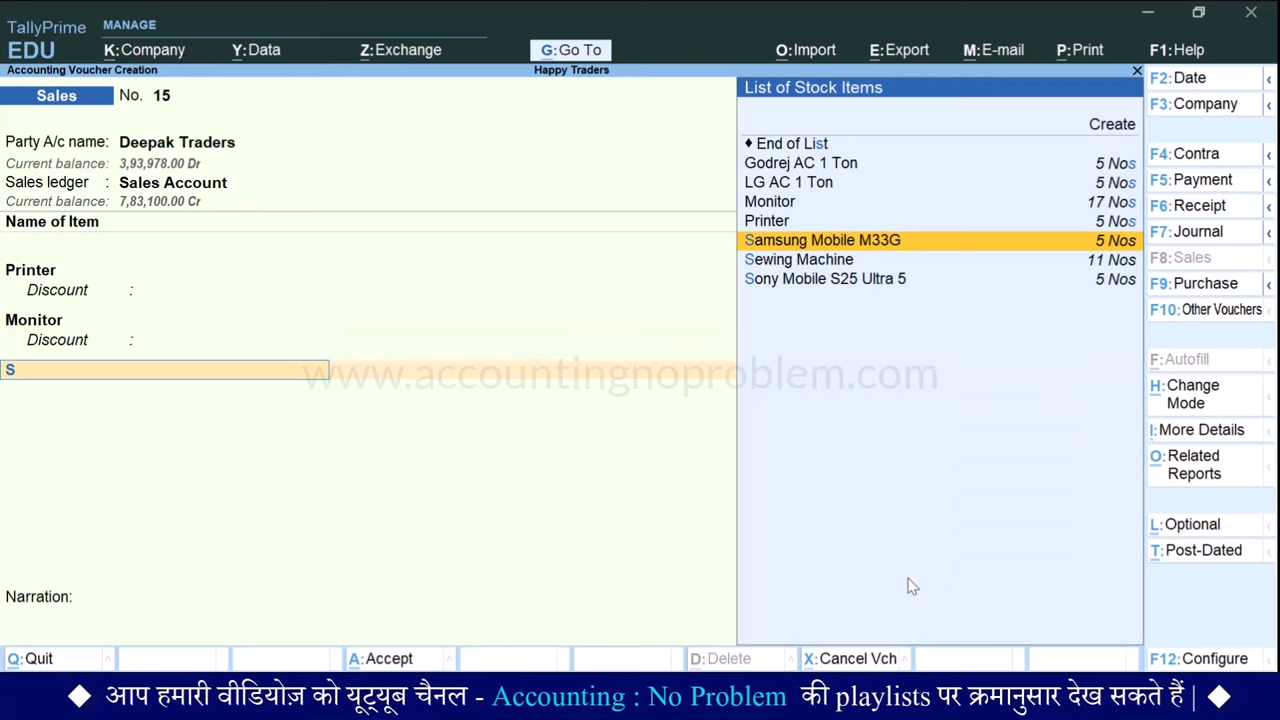 TallyPrime MANAGE
EDU K:Company Y:Data Z:Exchange G:Go To O:Import E:Export M:E-mail P:Print F1:Help
Accounting Voucher Creation Happy Traders
Sales No. 15
Party A/c name: Deepak Traders
Current balance: 3,93,978.00 Dr
Sales ledger : Sales Account
Current balance: 7,83,100.00 Cr
Name of Item
Printer
Discount :
Monitor
Discount :
S
www.accountingnoproblem.com
Narration:
List of Stock Items
Create
♦ End of List
Godrej AC 1 Ton 5 Nos
LG AC 1 Ton 5 Nos
Monitor 17 Nos
Printer 5 Nos
Samsung Mobile M33G 5 Nos
Sewing Machine 11 Nos
Sony Mobile S25 Ultra 5 5 Nos
F2:Date
F3:Company
F4:Contra
F5:Payment
F6:Receipt
F7:Journal
F8:Sales
F9:Purchase
F10:Other Vouchers
F:Autofill
H:Change
Mode
I:More Details
O:Related
Reports
L:Optional
T:Post-Dated
Q:Quit A:Accept D:Delete X:Cancel Vch F12:Configure
◆ आप हमारी वीडियोज़ को यूट्यूब चैनल - Accounting : No Problem की playlists पर क्रमानुसार देख सकते हैं | ◆